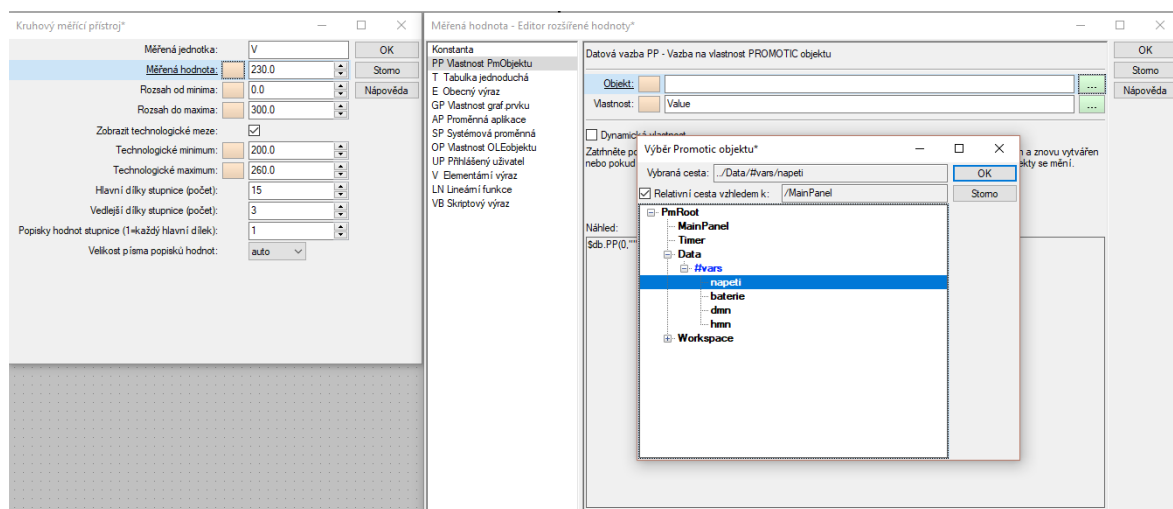 Kruhový měřící přístroj*
Měřená jednotka: V OK
Měřená hodnota: 230.0 Storno
Rozsah od minima: 0.0 Nápověda
Rozsah do maxima: 300.0
Zobrazit technologické meze:
Technologické minimum: 200.0
Technologické maximum: 260.0
Hlavní dílky stupnice (počet): 15
Vedlejší dílky stupnice (počet): 3
Popisky hodnot stupnice (1=každý hlavní dílek): 1
Velikost písma popisků hodnot: auto
Měřená hodnota - Editor rozšířené hodnoty*
Konstanta
PP Vlastnost PmObjektu
T Tabulka jednoduchá
E Obecný výraz
GP Vlastnost graf.prvku
AP Proměnná aplikace
SP Systémová proměnná
OP Vlastnost OLEobjektu
UP Přihlášený uživatel
V Elementární výraz
LN Lineární funkce
VB Skriptový výraz
Datová vazba PP - Vazba na vlastnost PROMOTIC objektu OK
Storno
Objekt: ...
Nápověda
Vlastnost: Value ...
Dynamická vlastnost
Zatrhněte po n a znovu vytvářen
nebo pokud ekty se mění.
Náhled:
$db.PP(0,""
Výběr Promotic objektu*
Vybraná cesta: ../Data/#vars/napeti OK
Relativní cesta vzhledem k: /MainPanel Storno
PmRoot
MainPanel
Timer
Data
#vars
napeti
baterie
dmn
hmn
Workspace